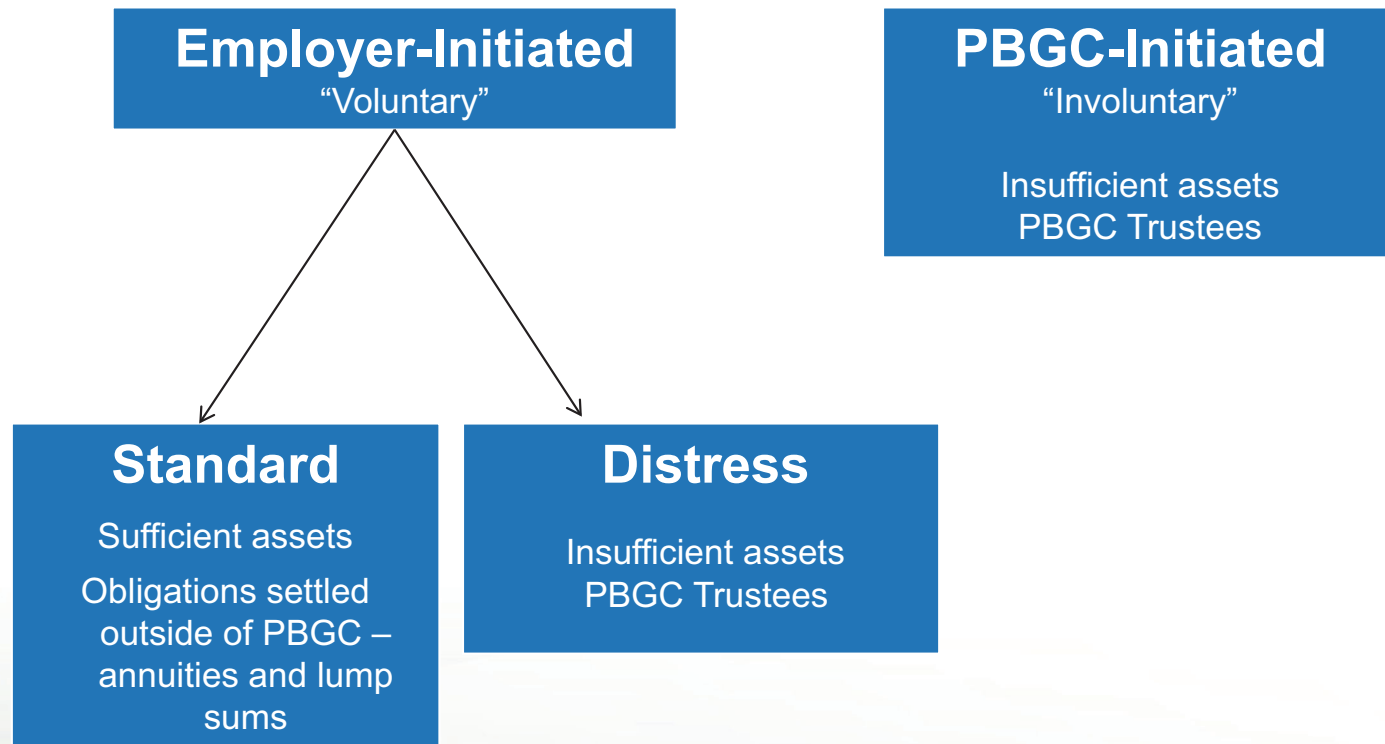 Employer-Initiated
“Voluntary”
PBGC-Initiated
“Involuntary”
Insufficient assets
PBGC Trustees
Standard
Sufficient assets
Obligations settled
outside of PBGC –
annuities and lump
sums
Distress
Insufficient assets
PBGC Trustees